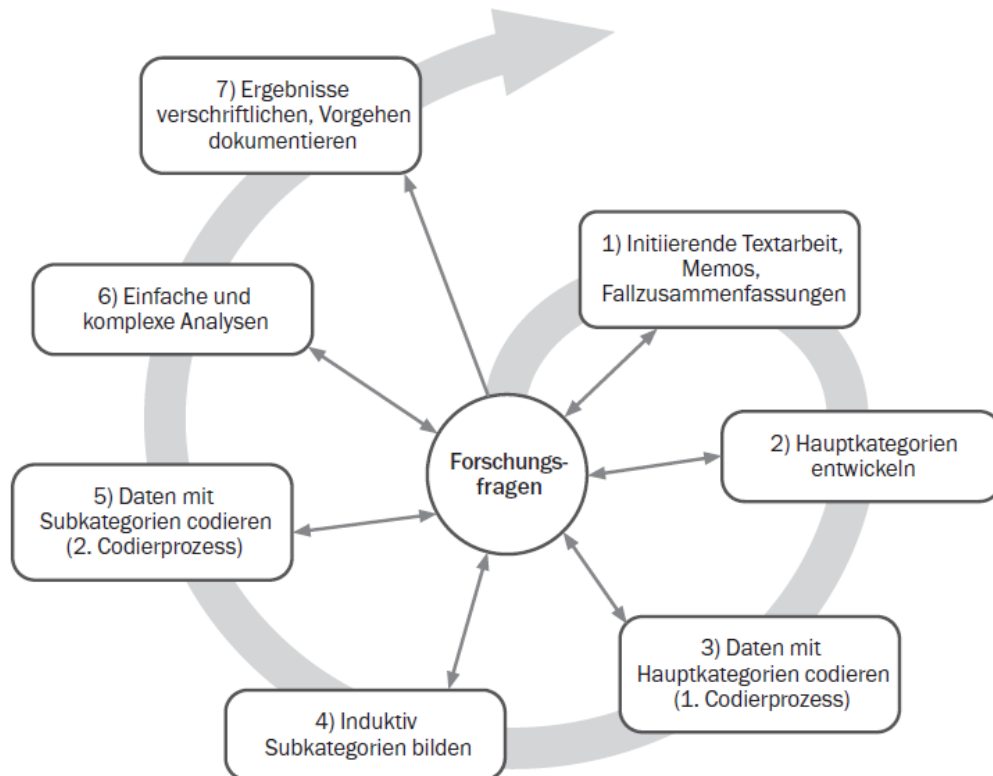 7) Ergebnisse
verschriftlichen, Vorgehen
dokumentieren
1) Initiierende Textarbeit,
Memos,
Fallzusammenfassungen
6) Einfache und
komplexe Analysen
2) Hauptkategorien
entwickeln
Forschungs-
fragen
5) Daten mit
Subkategorien codieren
(2. Codierprozess)
3) Daten mit
Hauptkategorien codieren
(1. Codierprozess)
4) Induktiv
Subkategorien bilden